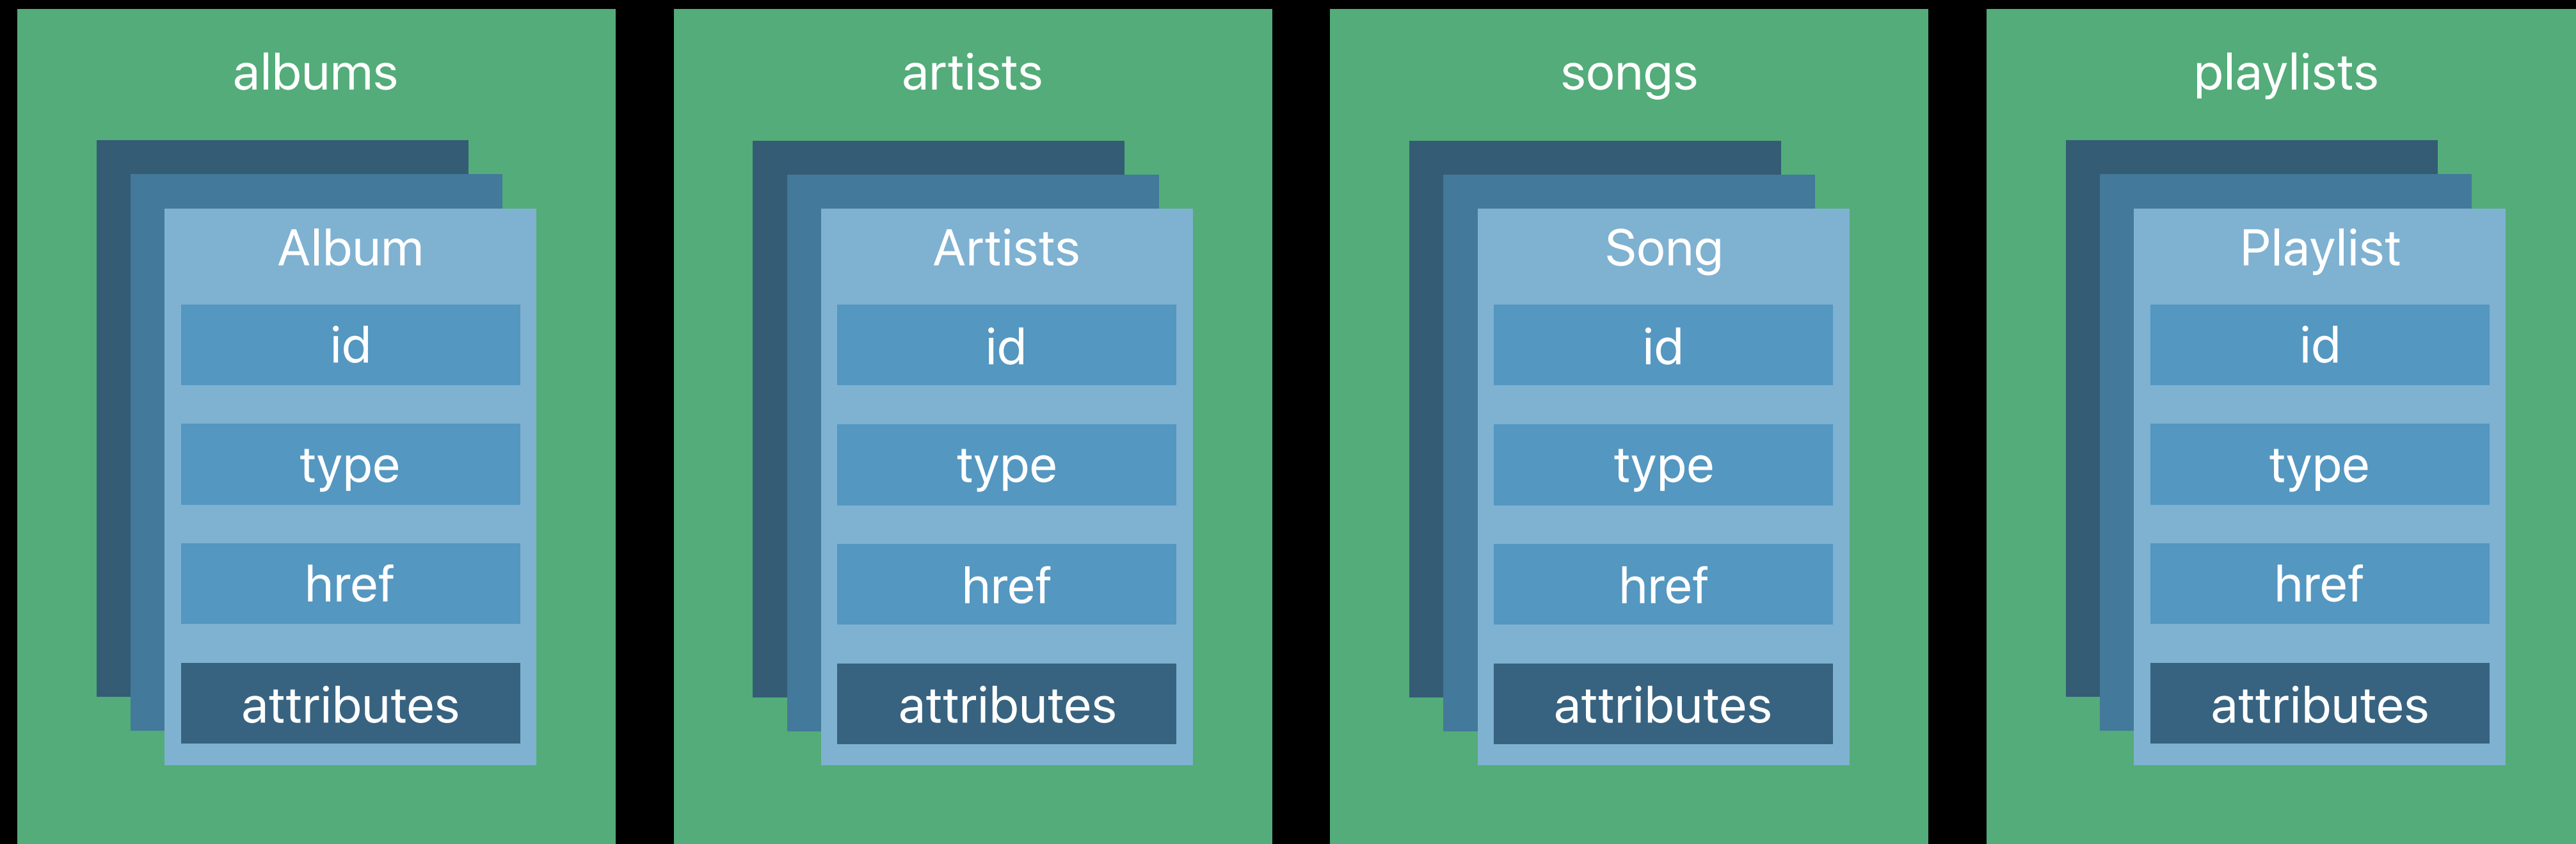 albums
Album
id
type
href
attributes
artists
Artists
id
type
href
attributes
songs
Song
id
type
href
attributes
playlists
Playlist
id
type
href
attributes